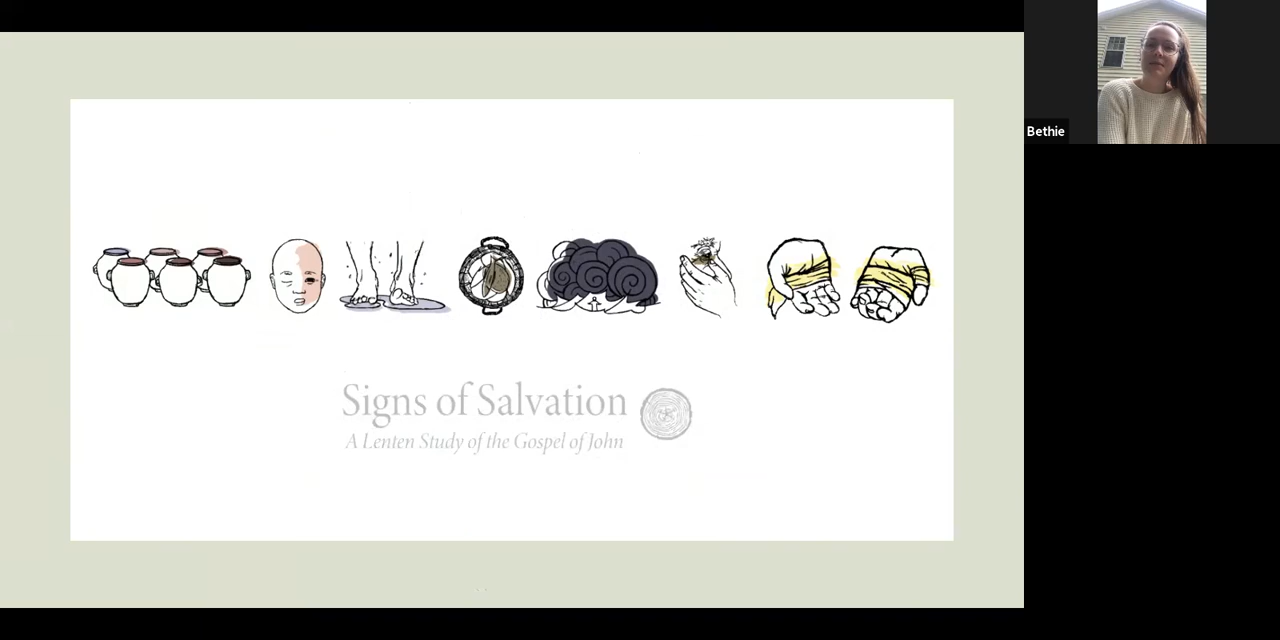 Signs of Salvation
A Lenten Study of the Gospel of John
Bethie